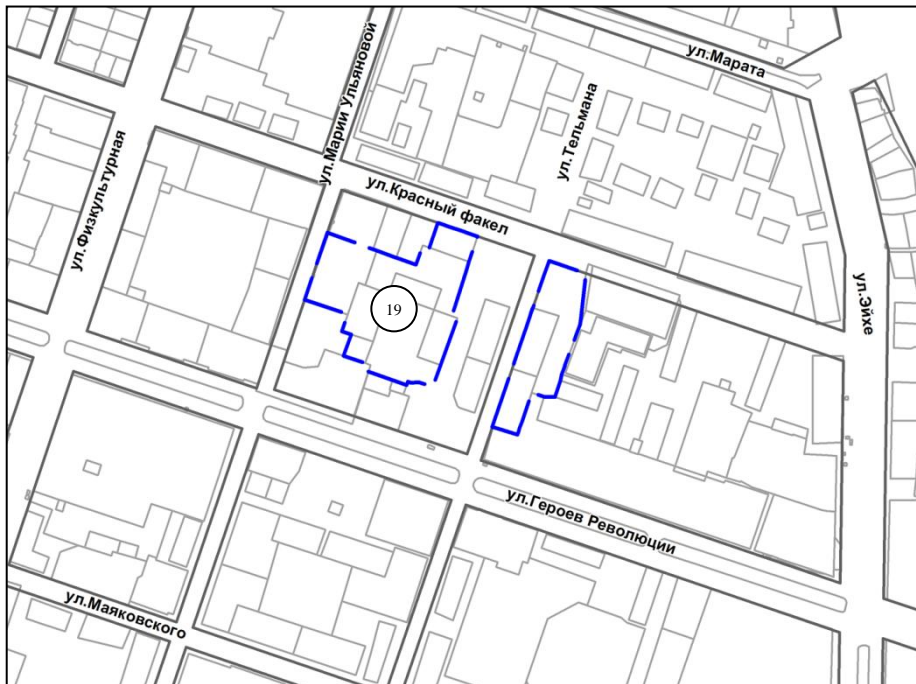 ул.Марата
ул.Марии Ульяновой
ул.Тельмана
ул.Физкультурная
ул.Красный факел
ул.Эйхе
19
ул.Героев Революции
ул.Маяковского